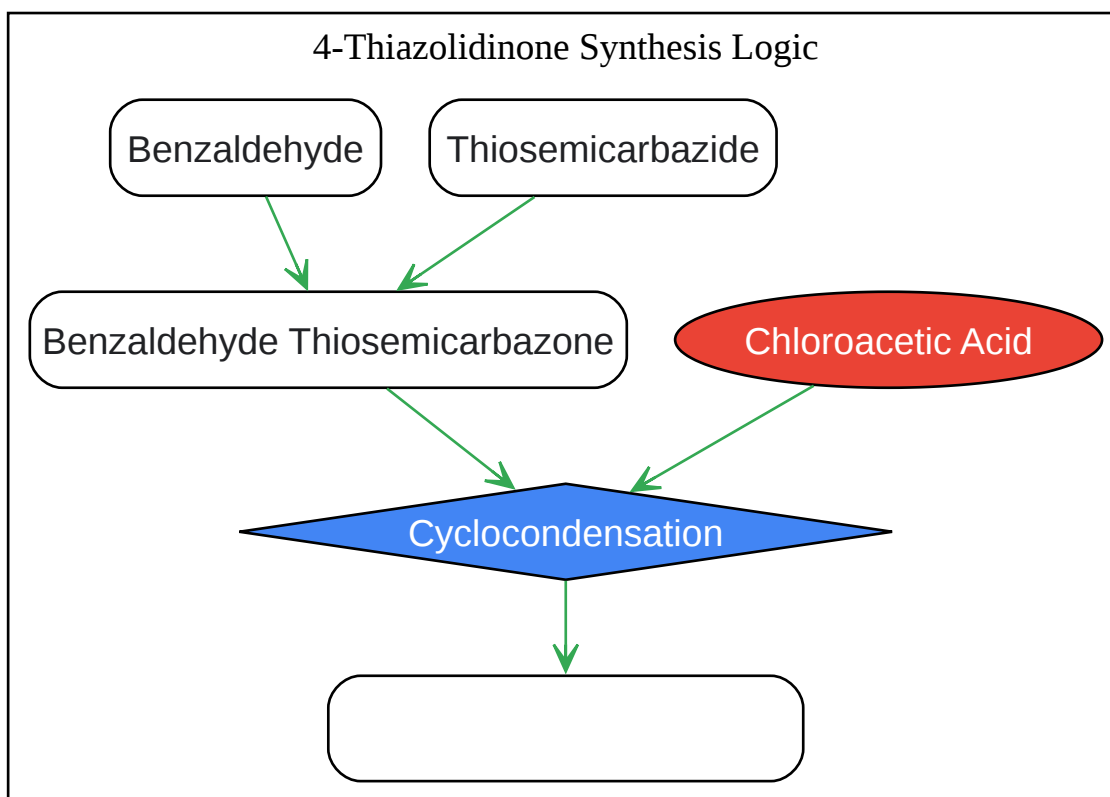 4-Thiazolidinone Synthesis Logic
Benzaldehyde
Thiosemicarbazide
Benzaldehyde Thiosemicarbazone
Chloroacetic Acid
Cyclocondensation